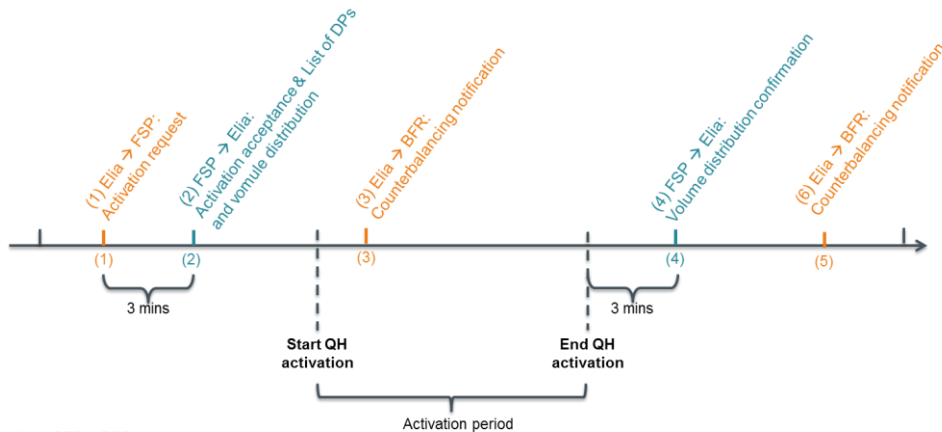 (1) Elia → FSP:
Activation request
(2) FSP → Elia:
Activation acceptance & List of DPs
and vomule distribution
(3) Elia → BFR:
Counterbalancing notification
(4) FSP → Elia:
Volume distribution confirmation
(6) Elia → BFR:
Counterbalancing notification
(1)
(2)
(3)
(4)
(5)
3 mins
3 mins
Start QH
activation
End QH
activation
Activation period